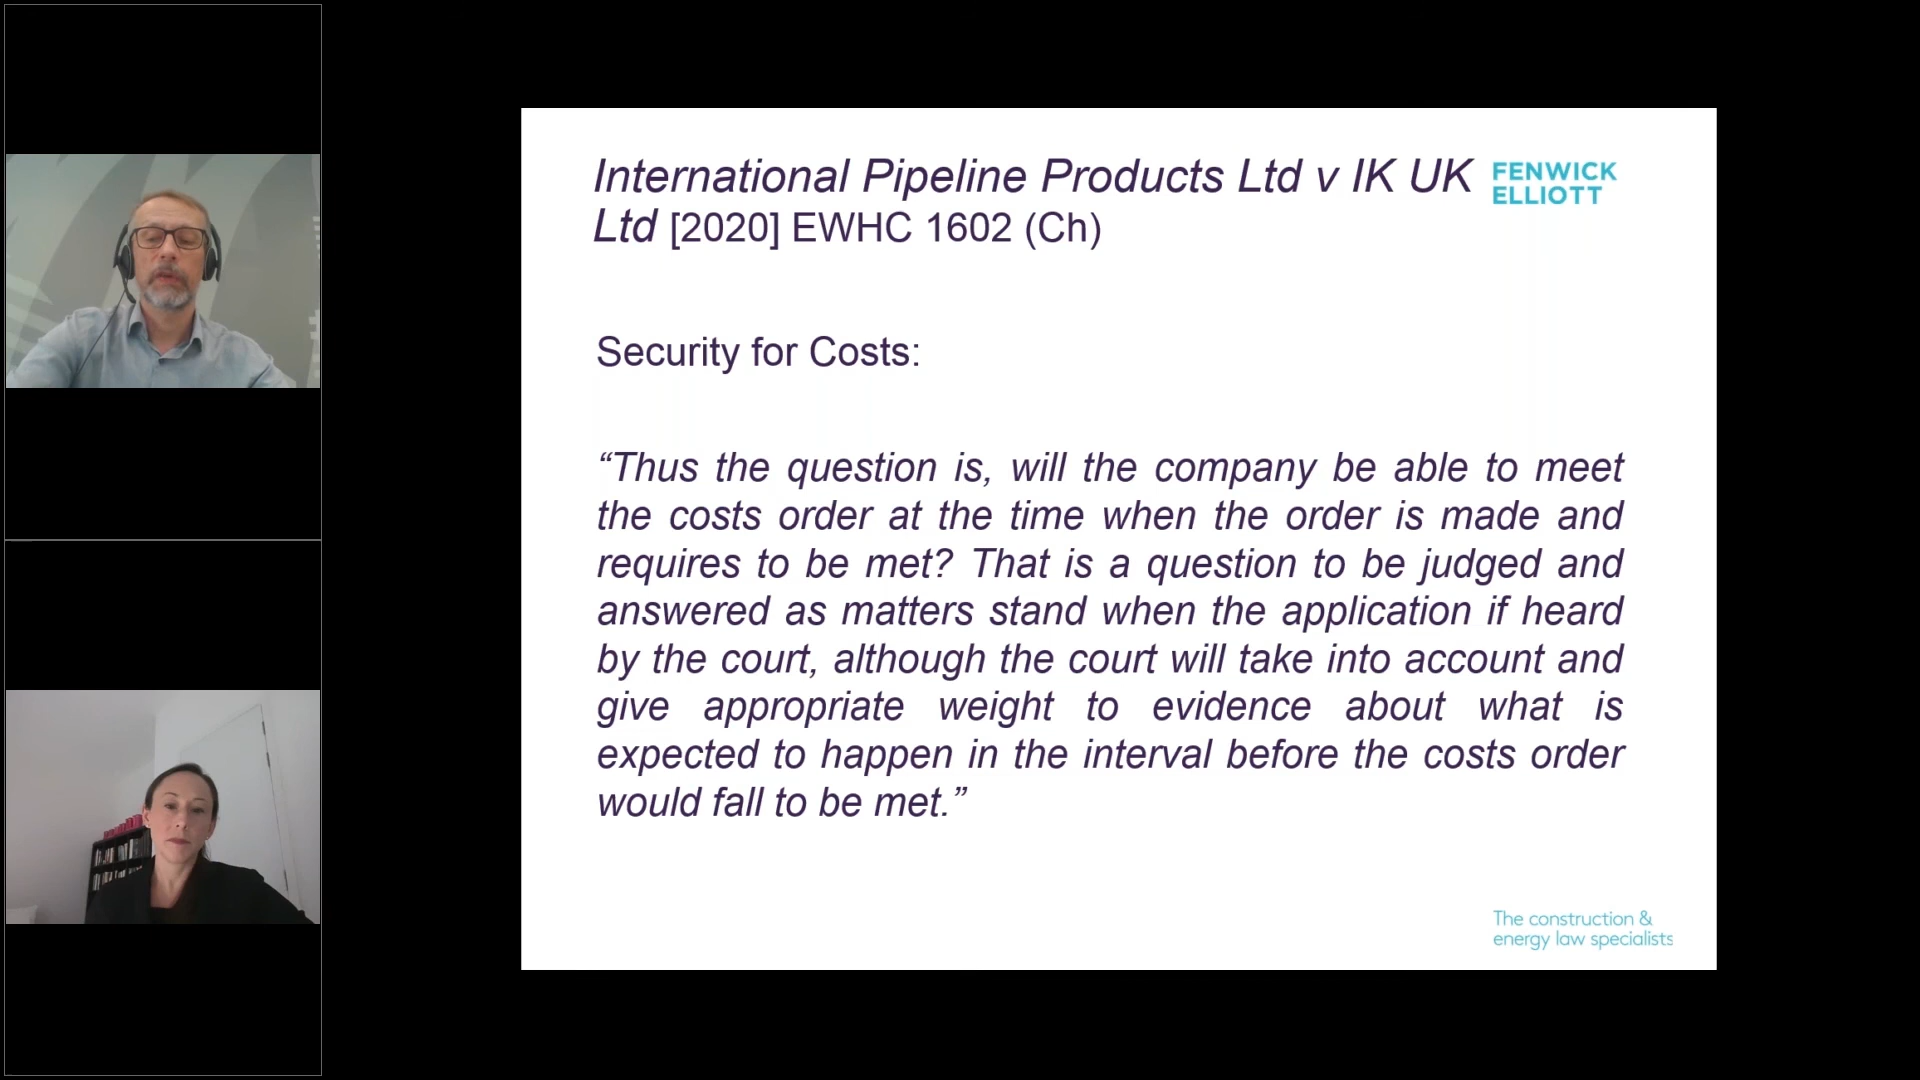 International Pipeline Products Ltd v IK UK
Ltd [2020] EWHC 1602 (Ch)
FENWICK
ELLIOTT
Security for Costs:
“Thus the question is, will the company be able to meet
the costs order at the time when the order is made and
requires to be met? That is a question to be judged and
answered as matters stand when the application if heard
by the court, although the court will take into account and
give appropriate weight to evidence about what is
expected to happen in the interval before the costs order
would fall to be met.”
The construction &
energy law specialists